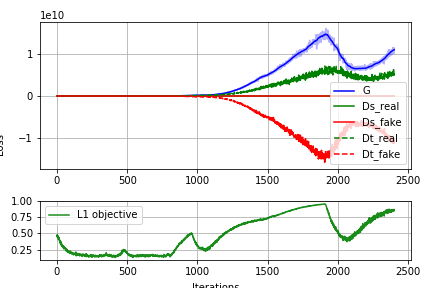 1e10
1
0
−1
Loss
G
Ds_real
Ds_fake
Dt_real
Dt_fake
0 500 1000 1500 2000 2500
1.00
0.75
0.50
0.25
L1 objective
0 500 1000 1500 2000 2500
Iterations